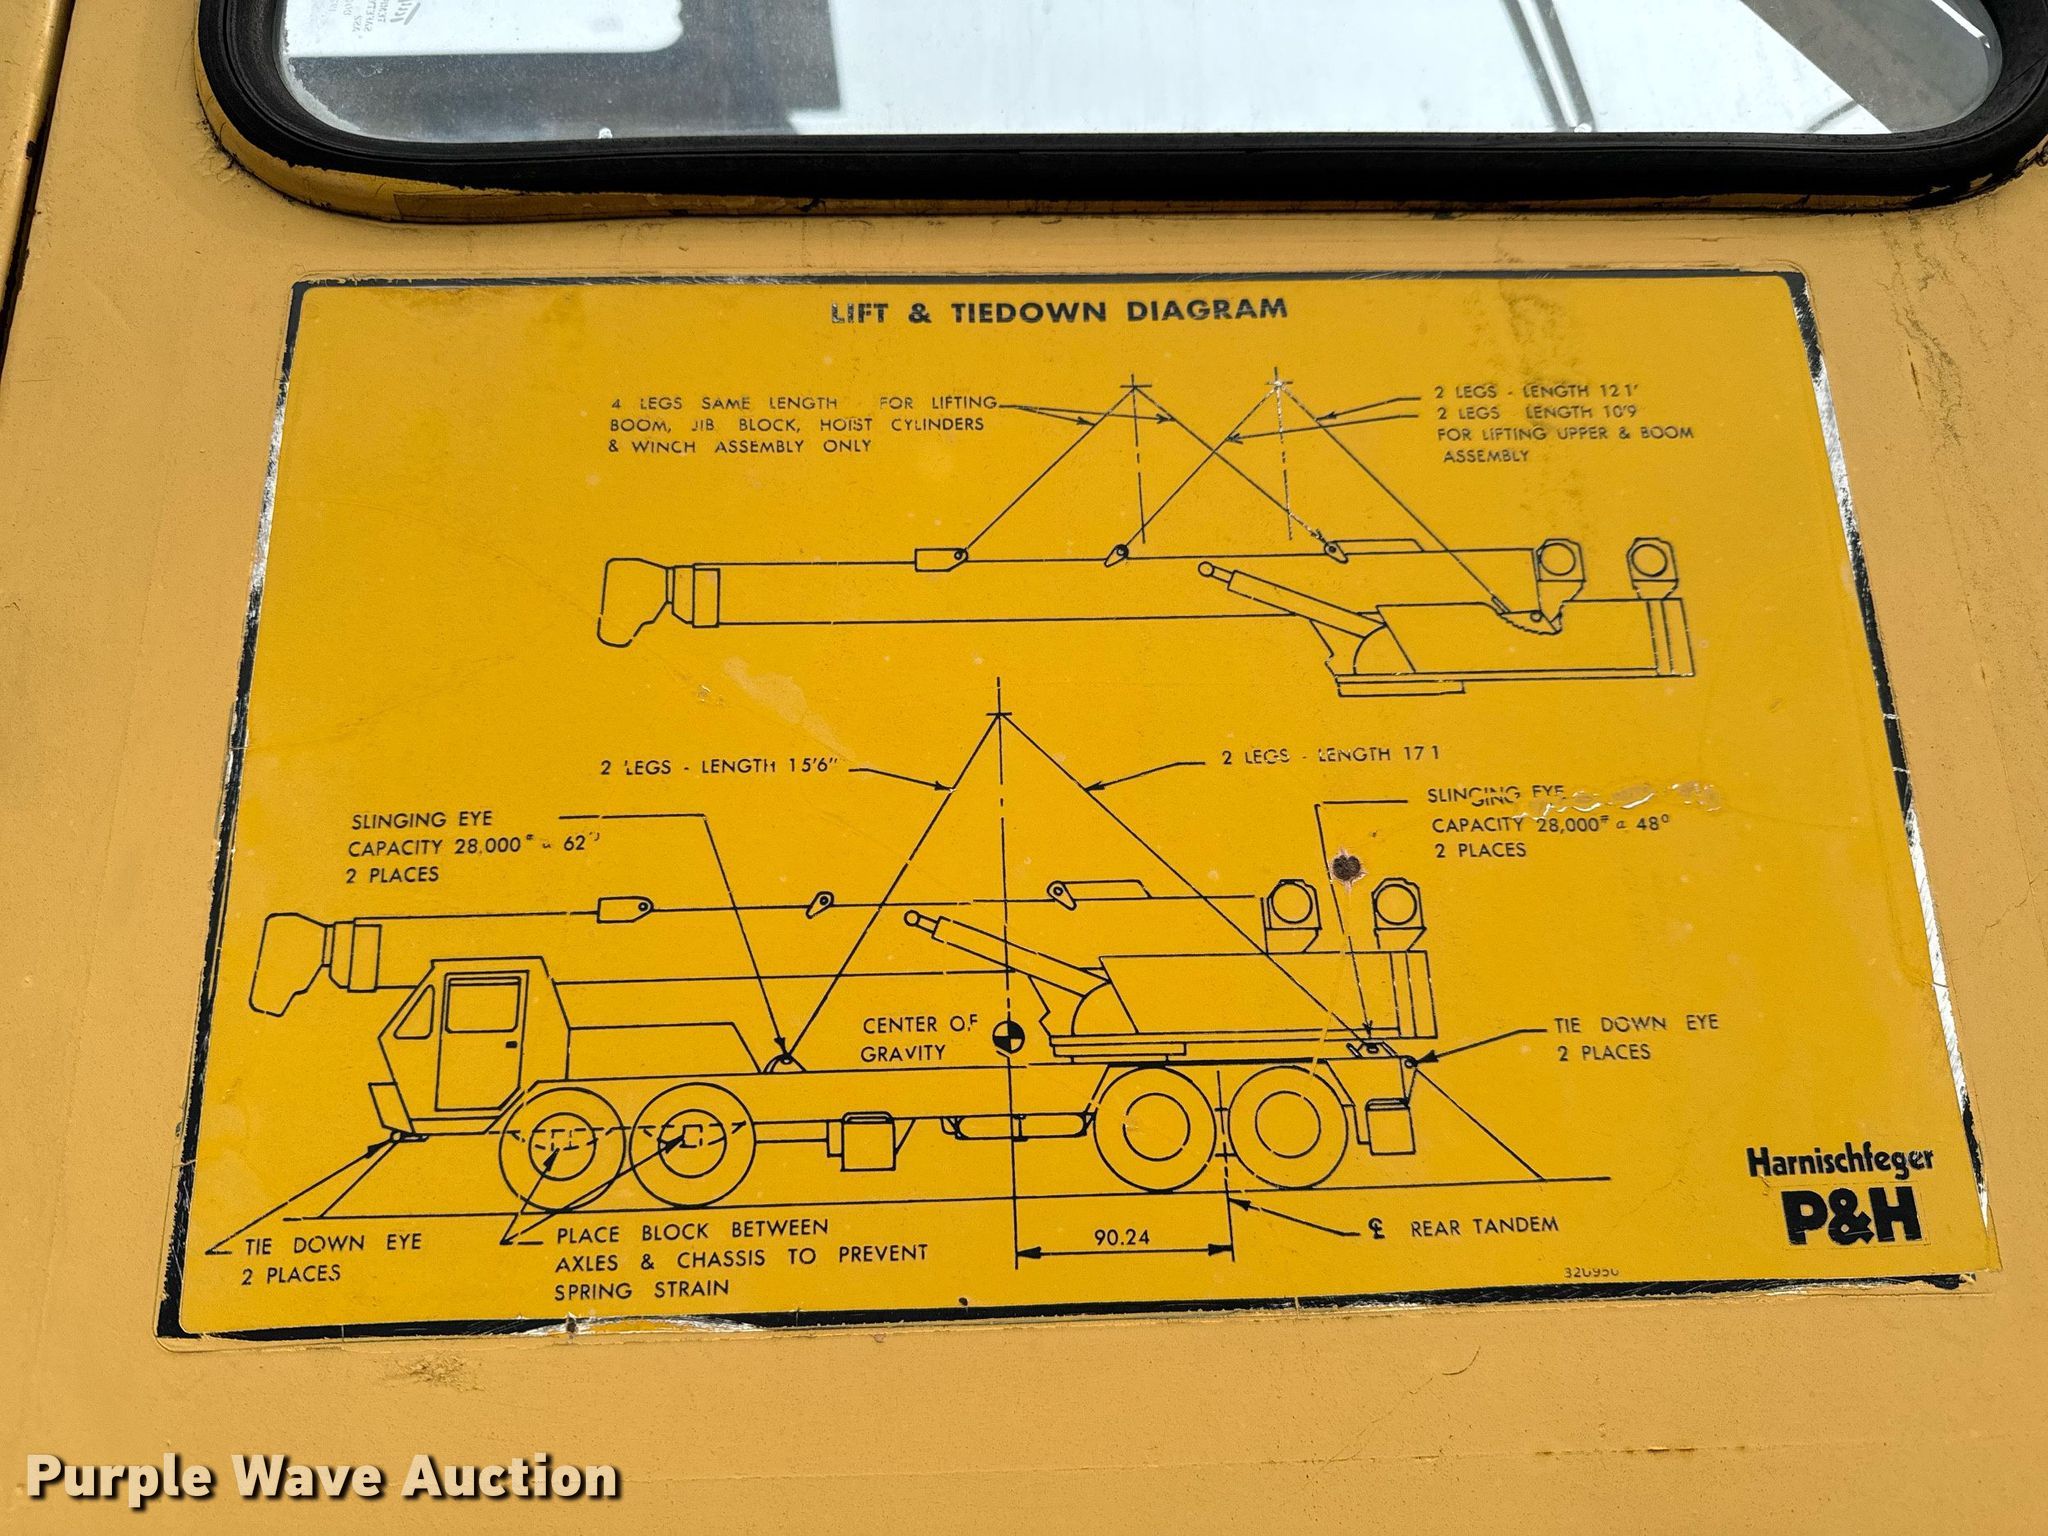 LIFT & TIEDOWN DIAGRAM
4 LEGS SAME LENGTH FOR LIFTING
BOOM, JIB BLOCK, HOIST CYLINDERS
& WINCH ASSEMBLY ONLY
2 LEGS - LENGTH 12 1'
2 LEGS LENGTH 10'9
FOR LIFTING UPPER & BOOM
ASSEMBLY
2 LEGS - LENGTH 15'6"
2 LEGS - LENGTH 17 1
SLINGING EYE
CAPACITY 28,000# a 62°
2 PLACES
SLINGING EYE
CAPACITY 28,000# a 48°
2 PLACES
CENTER OF
GRAVITY
TIE DOWN EYE
2 PLACES
TIE DOWN EYE
2 PLACES
PLACE BLOCK BETWEEN
AXLES & CHASSIS TO PREVENT
SPRING STRAIN
90.24
℄ REAR TANDEM
Harnischfeger
P&H
Purple Wave Auction